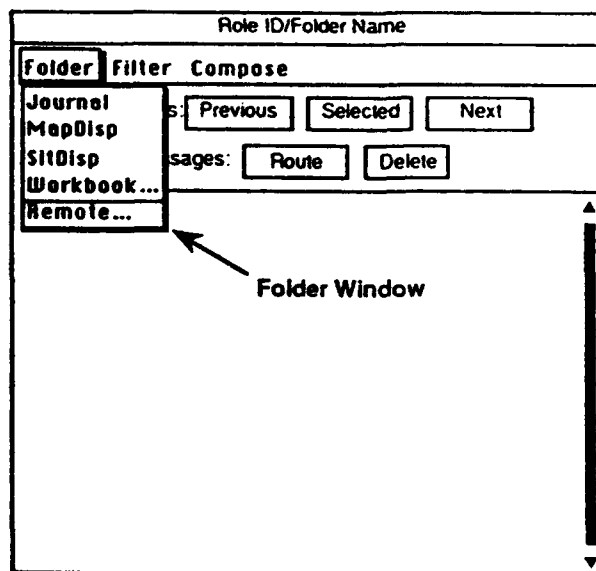 Role ID/Folder Name
Folder Filter Compose
Journal
s: Previous Selected Next
MapDisp
SitDisp
sages: Route Delete
Workbook...
Remote...
Folder Window